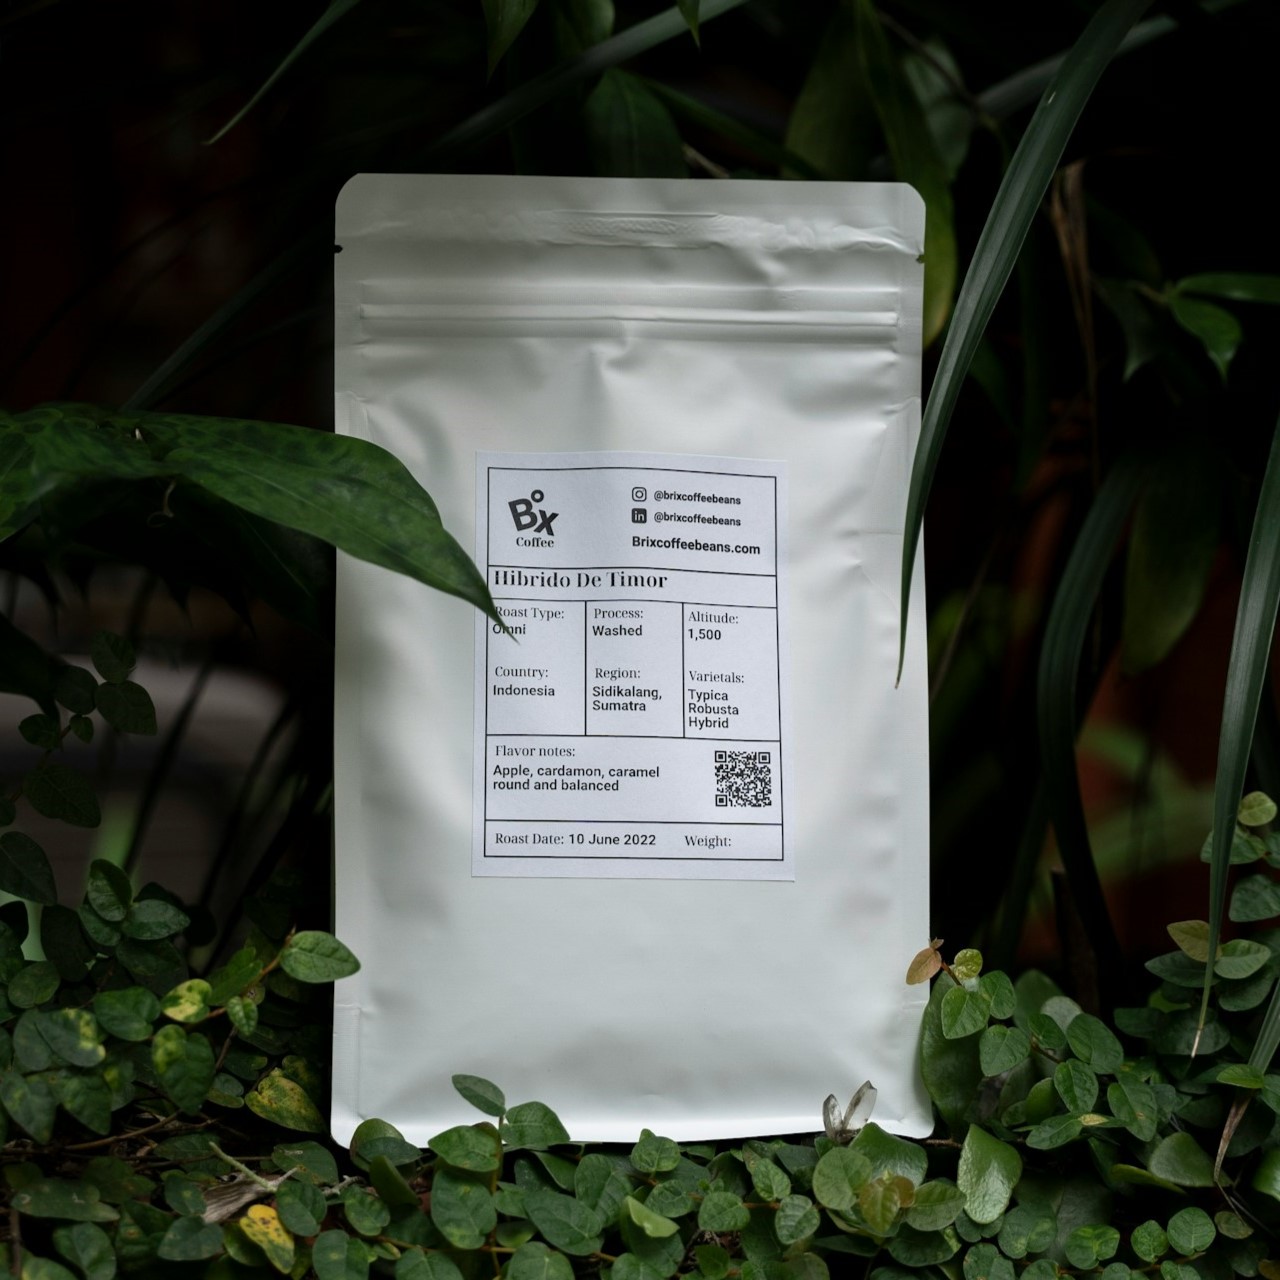 BX
Coffee
@brixcoffeebeans
@brixcoffeebeans
Brixcoffeebeans.com
Hibrido De Timor
Roast Type:
Omni
Process:
Washed
Altitude:
1,500
Country:
Indonesia
Region:
Sidikalang,
Sumatra
Varietals:
Typica
Robusta
Hybrid
Flavor notes:
Apple, cardamon, caramel
round and balanced
Roast Date: 10 June 2022
Weight: